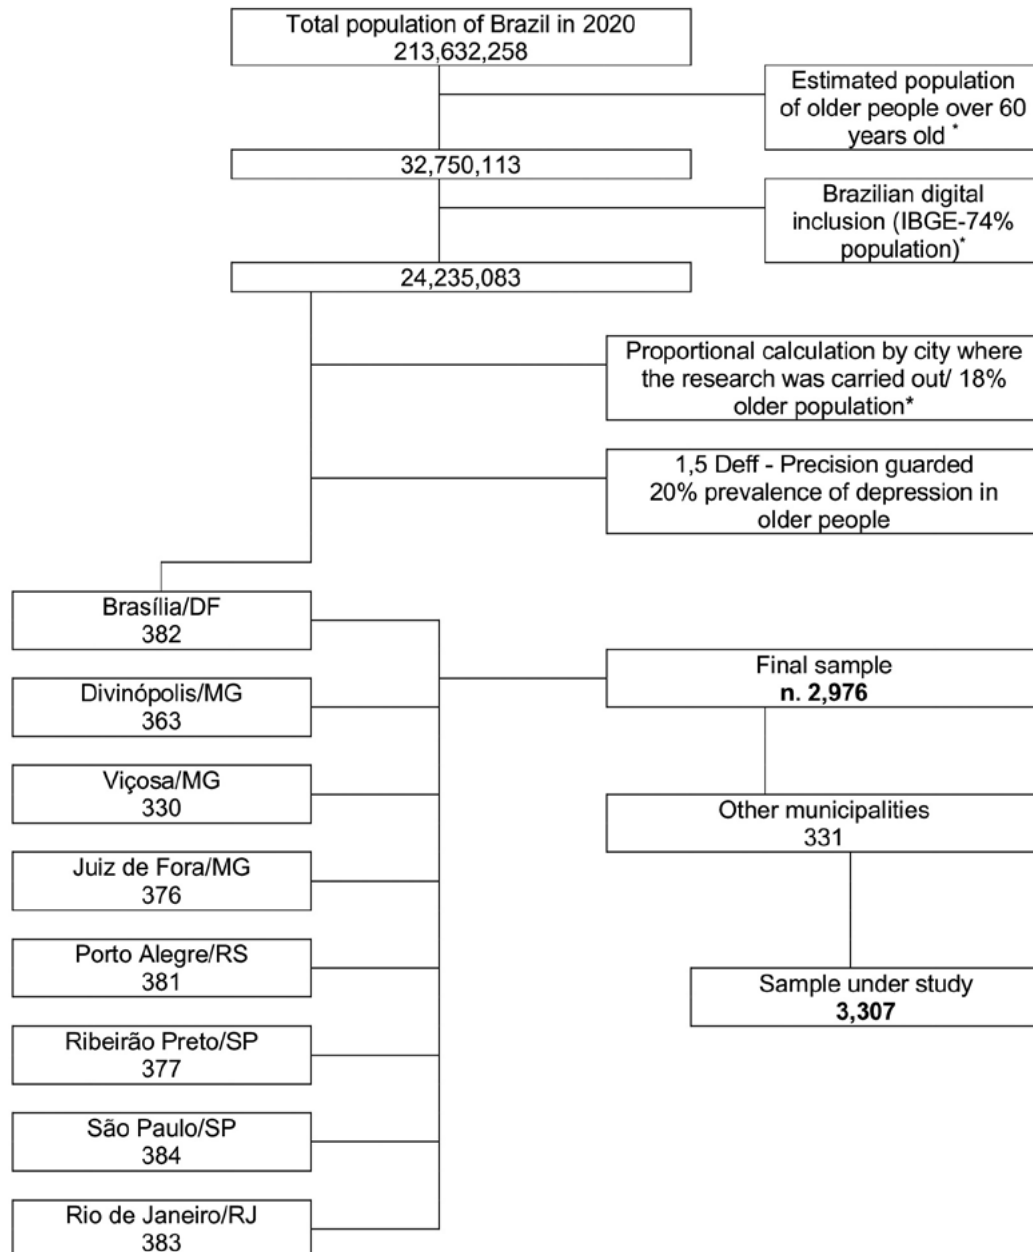 Total population of Brazil in 2020
213,632,258
Estimated population
of older people over 60
years old *
32,750,113
Brazilian digital
inclusion (IBGE-74%
population)*
24,235,083
Proportional calculation by city where
the research was carried out/ 18%
older population*
1,5 Deff - Precision guarded
20% prevalence of depression in
older people
Brasília/DF
382
Divinópolis/MG
363
Viçosa/MG
330
Juiz de Fora/MG
376
Porto Alegre/RS
381
Ribeirão Preto/SP
377
São Paulo/SP
384
Rio de Janeiro/RJ
383
Final sample
n. 2,976
Other municipalities
331
Sample under study
3,307